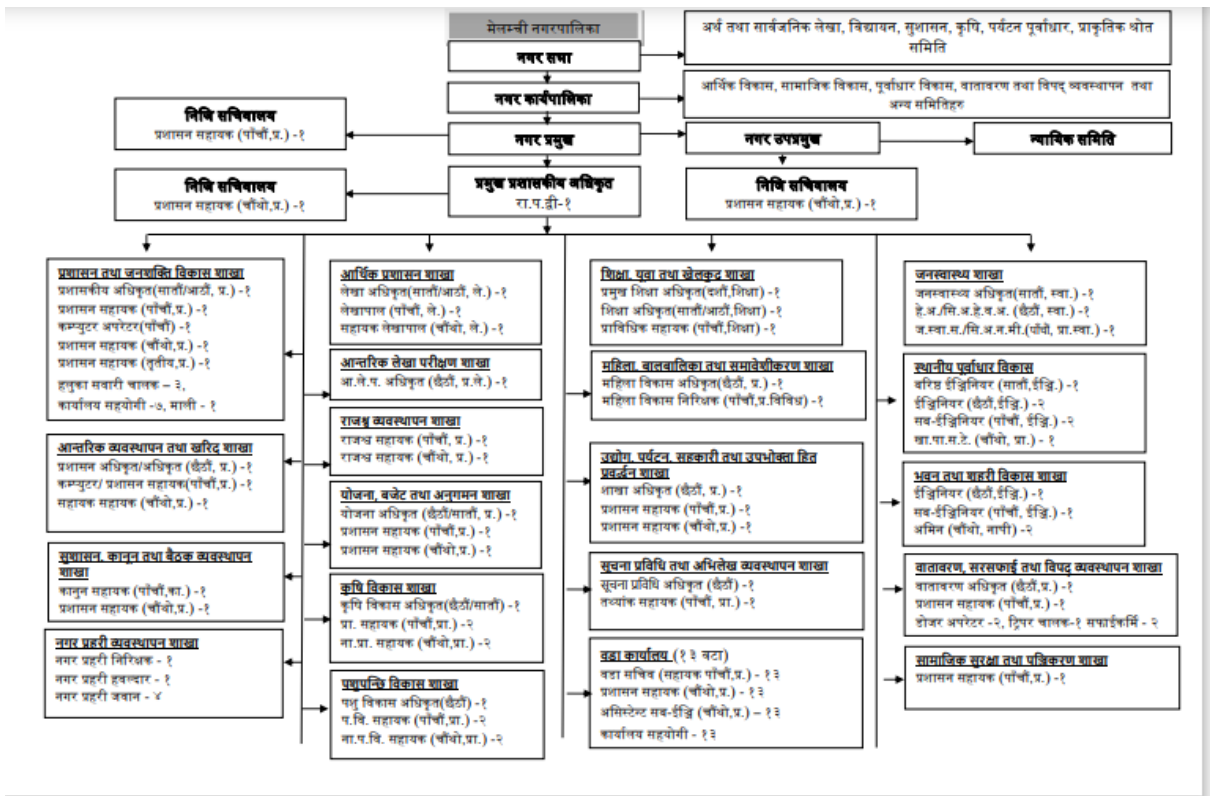 मेलम्ची नगरपालिका
अर्थ तथा सार्वजनिक लेखा, विद्यायन, सुशासन, कृषि, पर्यटन पूर्वाधार, प्राकृतिक श्रोत
समिति
नगर सभा
नगर कार्यपालिका
आर्थिक विकास, सामाजिक विकास, पूर्वाधार विकास, वातावरण तथा विपद् व्यवस्थापन तथा
अन्य समितिहरु
निजि सचिवालय
प्रशासन सहायक (पाँचौं,प्र.) -१
नगर प्रमुख
नगर उपप्रमुख
न्यायिक समिति
निजि सचिवालय
प्रशासन सहायक (चौंथो,प्र.) -१
प्रमुख प्रशासकीय अधिकृत
रा.प.द्वी-१
निजि सचिवालय
प्रशासन सहायक (चौंथो,प्र.) -१
प्रशासन तथा जनशक्ति विकास शाखा
प्रशासकीय अधिकृत(सातौं/आठौं, प्र.) -१
प्रशासन सहायक (पाँचौं,प्र.) -१
कम्प्युटर अपरेटर(पाचौं) -१
प्रशासन सहायक (चौंथो,प्र.) -१
प्रशासन सहायक (तृतीय,प्र.) -१
हलुका सवारी चालक – ३,
कार्यालय सहयोगी -७, माली - १
आन्तरिक व्यवस्थापन तथा खरिद शाखा
प्रशासन अधिकृत/अधिकृत (छैठौं, प्र.) -१
कम्प्युटर/ प्रशासन सहायक(पाँचौं,प्र.) -१
सहायक सहायक (चौंथो,प्र.) -१
सुशासन, कानून तथा बैठक व्यवस्थापन
शाखा
कानुन सहायक (पाँचौं,का.) -१
प्रशासन सहायक (चौंथो,प्र.) -१
नगर प्रहरी व्यवस्थापन शाखा
नगर प्रहरी निरिक्षक - १
नगर प्रहरी हवल्दार - १
नगर प्रहरी जवान - ४
आर्थिक प्रशासन शाखा
लेखा अधिकृत(सातौं/आठौं, ले.) -१
लेखापाल (पाँचौं, ले.) -१
सहायक लेखापाल (चौंथो, ले.) -१
आन्तरिक लेखा परीक्षण शाखा
आ.ले.प. अधिकृत (छैठौं, प्र.ले.) -१
राजश्व व्यवस्थापन शाखा
राजश्व सहायक (पाँचौं, प्र.) -१
राजश्व सहायक (चौंथो, प्र.) -१
योजना, बजेट तथा अनुगमन शाखा
योजना अधिकृत (छैठौं/सातौं, प्र.) -१
प्रशासन सहायक (पाँचौं,प्र.) -१
प्रशासन सहायक (चौंथो,प्र.) -१
कृषि विकास शाखा
कृषि विकास अधिकृत(छैठौं/सातौं) -१
प्रा. सहायक (पाँचौं,प्रा.) -२
ना.प्रा. सहायक (चौंथो,प्रा.) -२
पशुपन्छि विकास शाखा
पशु विकास अधिकृत(छैठौं) -१
प.वि. सहायक (पाँचौं,प्रा.) -२
ना.प.वि. सहायक (चौंथो,प्रा.) -२
शिक्षा, युवा तथा खेलकुद शाखा
प्रमुख शिक्षा अधिकृत(दशौं,शिक्षा) -१
शिक्षा अधिकृत(सातौं/आठौं,शिक्षा) -१
प्राविधिक सहायक (पाँचौं,शिक्षा) -१
महिला, बालबालिका तथा समावेशीकरण शाखा
महिला विकास अधिकृत(छैठौं, प्र.) -१
महिला विकास निरिक्षक (पाँचौं,प्र.विविध) -१
उद्योग, पर्यटन, सहकारी तथा उपभोक्ता हित
प्रवर्द्धन शाखा
शाखा अधिकृत (छैठौं, प्र.) -१
प्रशासन सहायक (पाँचौं,प्र.) -१
प्रशासन सहायक (चौंथो,प्र.) -१
सूचना प्रविधि तथा अभिलेख व्यवस्थापन शाखा
सूचना प्रविधि अधिकृत (छैठौं) -१
तथ्यांक सहायक (पाँचौं, प्रा.) -१
वडा कार्यालय (१३ वटा)
वडा सचिव (सहायक पाँचौं,प्र.) - १३
प्रशासन सहायक (चौंथो,प्र.) - १३
असिस्टेन्ट सब-ईञ्जि (चौंथो,प्र.) – १३
कार्यालय सहयोगी - १३
जनस्वास्थ्य शाखा
जनस्वास्थ्य अधिकृत(सातौं, स्वा.) -१
हे.अ./सि.अ.हे.व.अ. (छैठौं, स्वा.) -१
ज.स्वा.स./सि.अ.न.मी.(पाँचौं, प्रा.स्वा.) -१
स्थानीय पूर्वाधार विकास
वरिष्ठ ईञ्जिनियर (सातौं,ईञ्जि.) -१
ईञ्जिनियर (छैठौं,ईञ्जि.) -२
सब-ईञ्जिनियर (पाँचौं, ईञ्जि.) -२
खा.पा.स.टे. (चौंथो, प्रा.) - १
भवन तथा शहरी विकास शाखा
ईञ्जिनियर (छैठौं,ईञ्जि.) -१
सब-ईञ्जिनियर (पाँचौं, ईञ्जि.) -१
अमिन (चौंथो, नापी) -२
वातावरण, सरसफाई तथा विपद् व्यवस्थापन शाखा
वातावरण अधिकृत (छैठौं,प्र.) -१
प्रशासन सहायक (पाँचौं,प्र.) -१
डोजर अपरेटर -२, ट्रिपर चालक-१ सफाईकर्मि - २
सामाजिक सुरक्षा तथा पञ्जिकरण शाखा
प्रशासन सहायक (पाँचौं,प्र.) -१